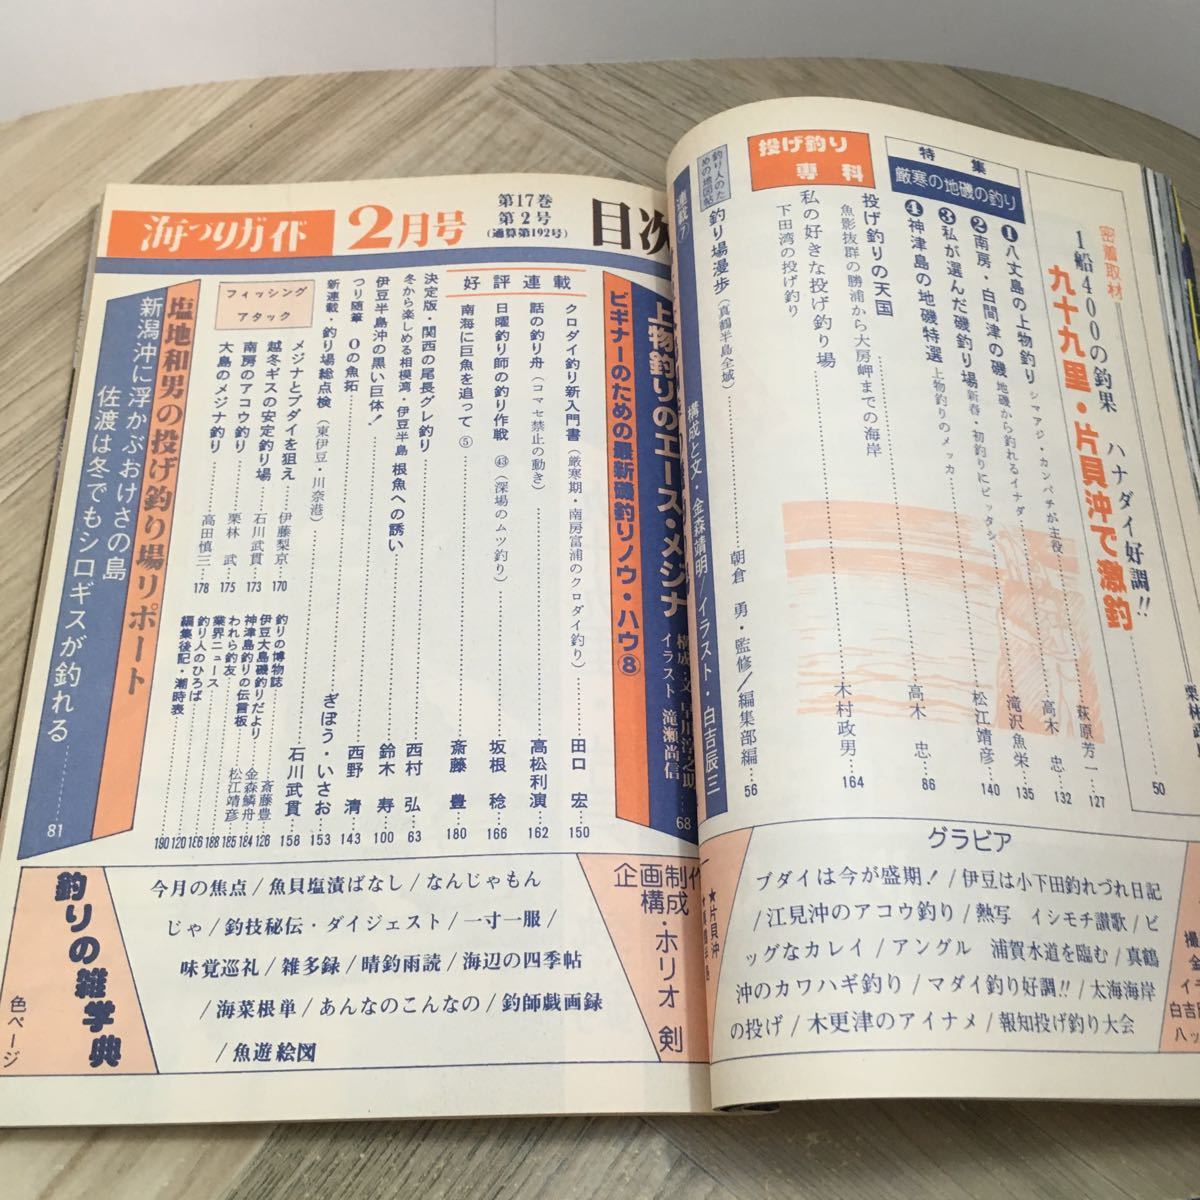 栗林
50
密着取材
1船400の釣果 ハナダイ好調!!
九十九里・片貝沖で激釣
萩原芳一…127
特集
厳寒の地磯の釣り
❶八丈島の上物釣り シマアジ・カンパチが主役…高木 忠…132
❷南房・白間津の磯 地磯から釣れるイナダ…滝沢魚栄…135
❸私が選んだ磯釣り場 新春・初釣りにピッタシ…松江靖彦…140
❹神津島の地磯特選 上物釣りのメッカ…高木 忠…86
投げ釣り専科
投げ釣りの天国
魚影抜群の勝浦から大房岬までの海岸
私の好きな投げ釣り場…木村政男…164
下田湾の投げ釣り
釣り人のための地図帖
釣り場漫歩(真鶴半島全域)…朝倉 勇・監修/編集部編…56
連載⑦
構成と文・金森靖明/イラスト・白吉辰三
グラビア
ブダイは今が盛期!/伊豆は小下田釣れづれ日記
/江見沖のアコウ釣り/熱写 イシモチ讃歌/ビ
ッグなカレイ/アングル 浦賀水道を臨む/真鶴
沖のカワハギ釣り/マダイ釣り好調!!/太海海岸
の投げ/木更津のアイナメ/報知投げ釣り大会
★片貝沖
海つりガイド
2月号
第17巻
第2号
(通算第192号)
目次
上物釣りのエース・メジナ
構成・文 早川淳之助
イラスト 滝瀬尚信
68
ビギナーのための最新磯釣りノウ・ハウ⑧
好評連載
クロダイ釣り新入門書(厳寒期・南房富浦のクロダイ釣り)…田口 宏…150
話の釣り舟(コマセ禁止の動き)…高松利演…162
日曜釣り師の釣り作戦 ㊸(深場のムツ釣り)…坂根 稔…166
南海に巨魚を追って ⑤…斎藤 豊…180
決定版・関西の尾長グレ釣り…西村 弘…63
冬から楽しめる相模湾・伊豆半島 根魚への誘い…鈴木 寿…100
伊豆半島沖の黒い巨体!…西野 清…143
つり随筆 Oの魚拓…ぎぼう・いさお…153
新連載・釣り場総点検(東伊豆・川奈港)…石川武貫…158
フィッシングアタック
メジナとブダイを狙え…伊藤梨京…170
越冬ギスの安定釣り場…石川武貫…173
南房のアコウ釣り…栗林 武…175
大島のメジナ釣り…高田慎三…178
釣りの博物誌…斎藤豊…126
伊豆大島磯釣りだより…金森鱗舟…184
神津島釣りの伝言板…松江靖彦…185
われら釣友…188
業界ニュース…186
釣り人のひろば…120
編集後記・潮時表…190
塩地和男の投げ釣り場リポート
新潟沖に浮かぶおけさの島
佐渡は冬でもシロギスが釣れる…81
釣りの雑学典
色ページ
今月の焦点/魚貝塩漬ばなし/なんじゃもん
じゃ/釣技秘伝・ダイジェスト/一寸一服/
味覚巡礼/雑多録/晴釣雨読/海辺の四季帖
/海菜根単/あんなのこんなの/釣師戯画録
/魚遊絵図
企画制作
構成・ホリオ 剣